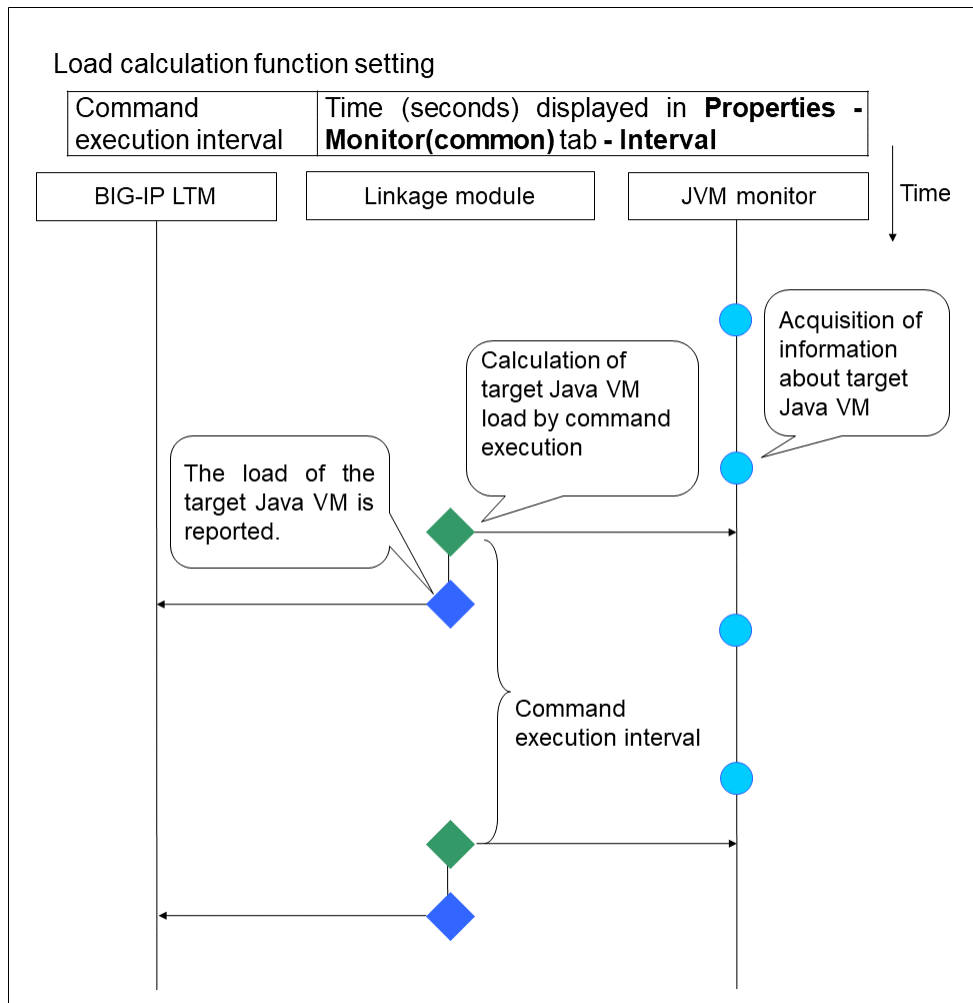 Load calculation function setting
Command
execution interval
Time (seconds) displayed in Properties -
Monitor(common) tab - Interval
BIG-IP LTM
Linkage module
JVM monitor
Time
Acquisition of
information
about target
Java VM
Calculation of
target Java VM
load by command
execution
The load of the
target Java VM is
reported.
Command
execution interval